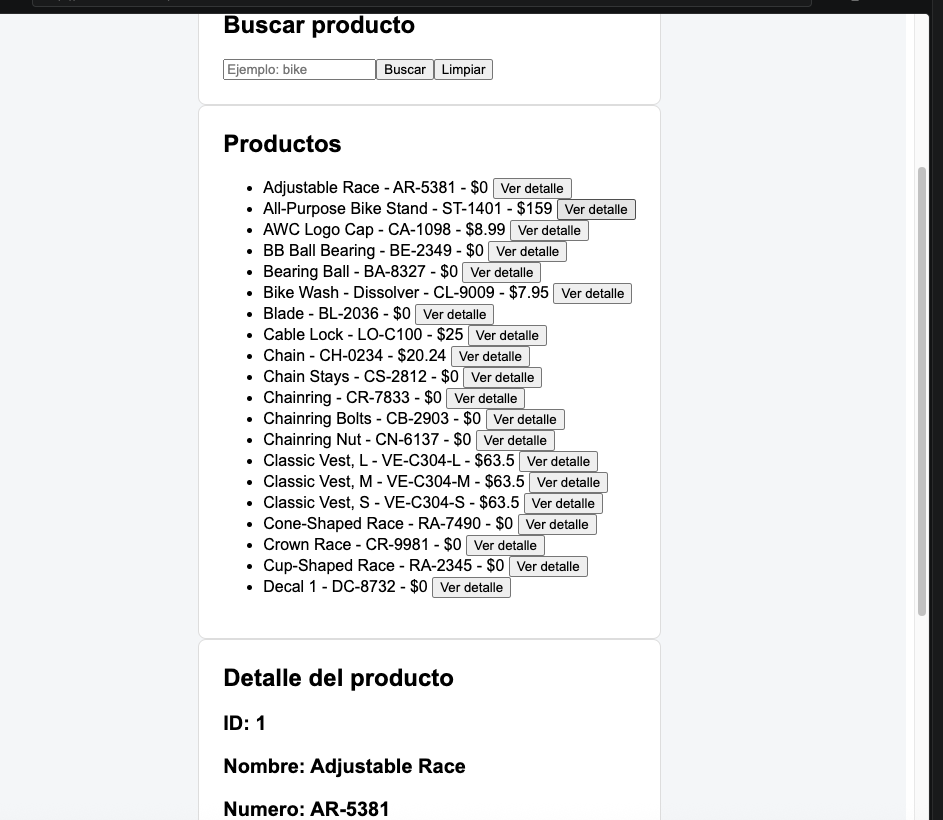 Buscar producto
Ejemplo: bike Buscar Limpiar
Productos
Adjustable Race - AR-5381 - $0 Ver detalle
All-Purpose Bike Stand - ST-1401 - $159 Ver detalle
AWC Logo Cap - CA-1098 - $8.99 Ver detalle
BB Ball Bearing - BE-2349 - $0 Ver detalle
Bearing Ball - BA-8327 - $0 Ver detalle
Bike Wash - Dissolver - CL-9009 - $7.95 Ver detalle
Blade - BL-2036 - $0 Ver detalle
Cable Lock - LO-C100 - $25 Ver detalle
Chain - CH-0234 - $20.24 Ver detalle
Chain Stays - CS-2812 - $0 Ver detalle
Chainring - CR-7833 - $0 Ver detalle
Chainring Bolts - CB-2903 - $0 Ver detalle
Chainring Nut - CN-6137 - $0 Ver detalle
Classic Vest, L - VE-C304-L - $63.5 Ver detalle
Classic Vest, M - VE-C304-M - $63.5 Ver detalle
Classic Vest, S - VE-C304-S - $63.5 Ver detalle
Cone-Shaped Race - RA-7490 - $0 Ver detalle
Crown Race - CR-9981 - $0 Ver detalle
Cup-Shaped Race - RA-2345 - $0 Ver detalle
Decal 1 - DC-8732 - $0 Ver detalle
Detalle del producto
ID: 1
Nombre: Adjustable Race
Numero: AR-5381